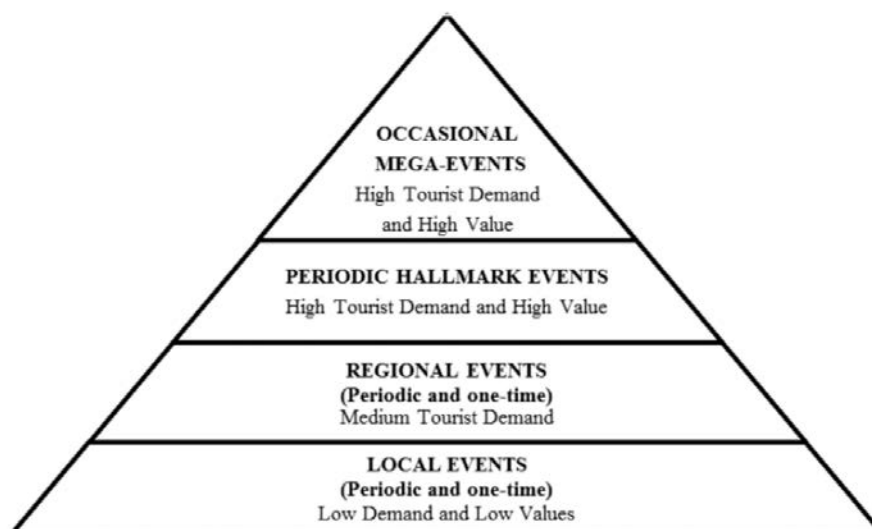 OCCASIONAL
MEGA-EVENTS
High Tourist Demand
and High Value
PERIODIC HALLMARK EVENTS
High Tourist Demand and High Value
REGIONAL EVENTS
(Periodic and one-time)
Medium Tourist Demand
LOCAL EVENTS
(Periodic and one-time)
Low Demand and Low Values